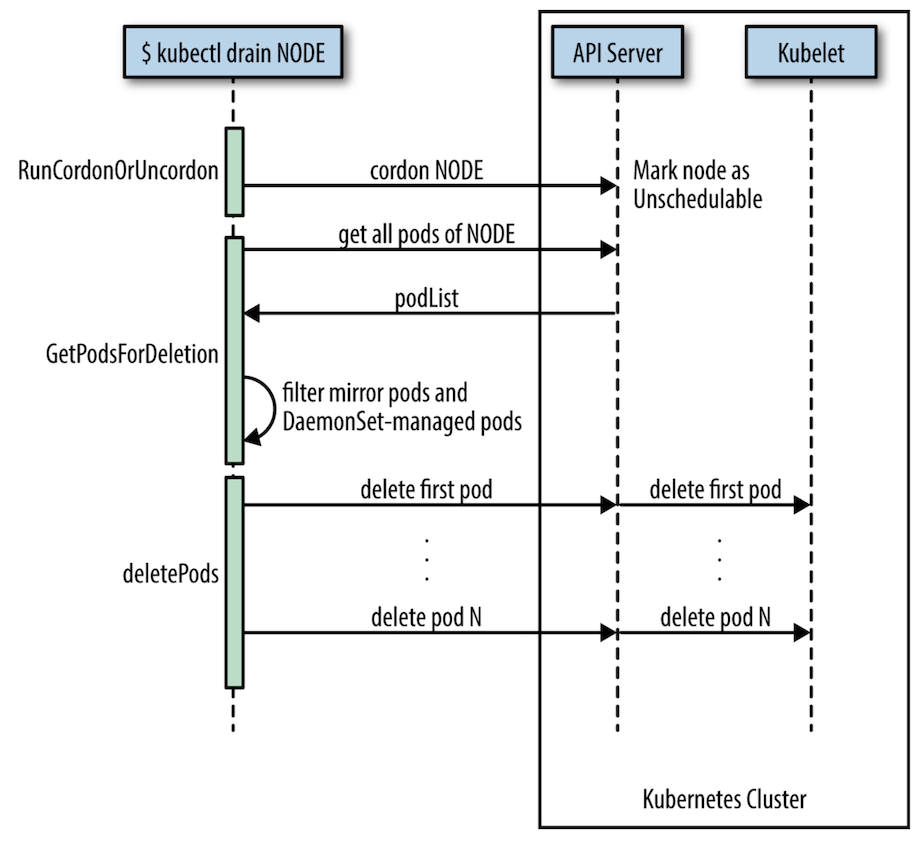 $ kubectl drain NODE
API Server
Kubelet
RunCordonOrUncordon
cordon NODE
Mark node as
Unschedulable
get all pods of NODE
podList
GetPodsForDeletion
filter mirror pods and
DaemonSet-managed pods
delete first pod
delete first pod
deletePods
delete pod N
delete pod N
Kubernetes Cluster